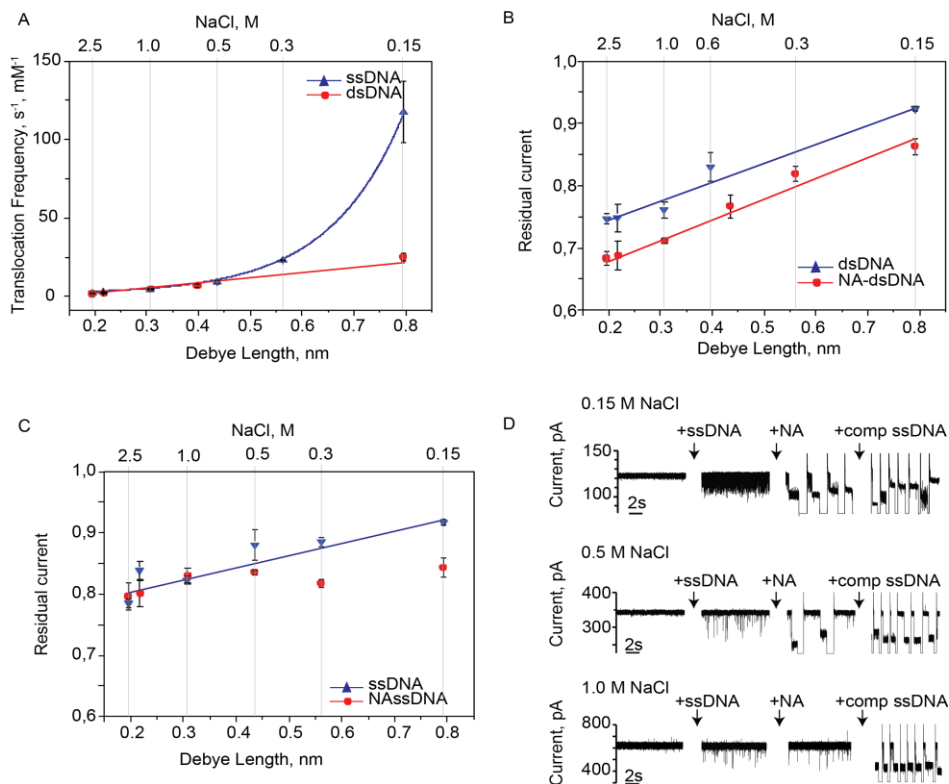 A
NaCl, M
2.5 1.0 0.5 0.3 0.15
150
100
50
0
Translocation Frequency, s⁻¹, mM⁻¹
ssDNA
dsDNA
0.2 0.3 0.4 0.5 0.6 0.7 0.8
Debye Length, nm
B
NaCl, M
2.5 1.0 0.6 0.3 0.15
1,0
0,9
0,8
0,7
0,6
Residual current
dsDNA
NA-dsDNA
0.2 0.3 0.4 0.5 0.6 0.7 0.8
Debye Length, nm
C
NaCl, M
2.5 1.0 0.5 0.3 0.15
1,0
0,9
0,8
0,7
0,6
Residual current
ssDNA
NAssDNA
0.2 0.3 0.4 0.5 0.6 0.7 0.8
Debye Length, nm
D
0.15 M NaCl
+ssDNA +NA +comp ssDNA
Current, pA
150
100
2s
0.5 M NaCl
+ssDNA +NA +comp ssDNA
Current, pA
400
300
2s
1.0 M NaCl
+ssDNA +NA +comp ssDNA
Current, pA
800
600
400
2s